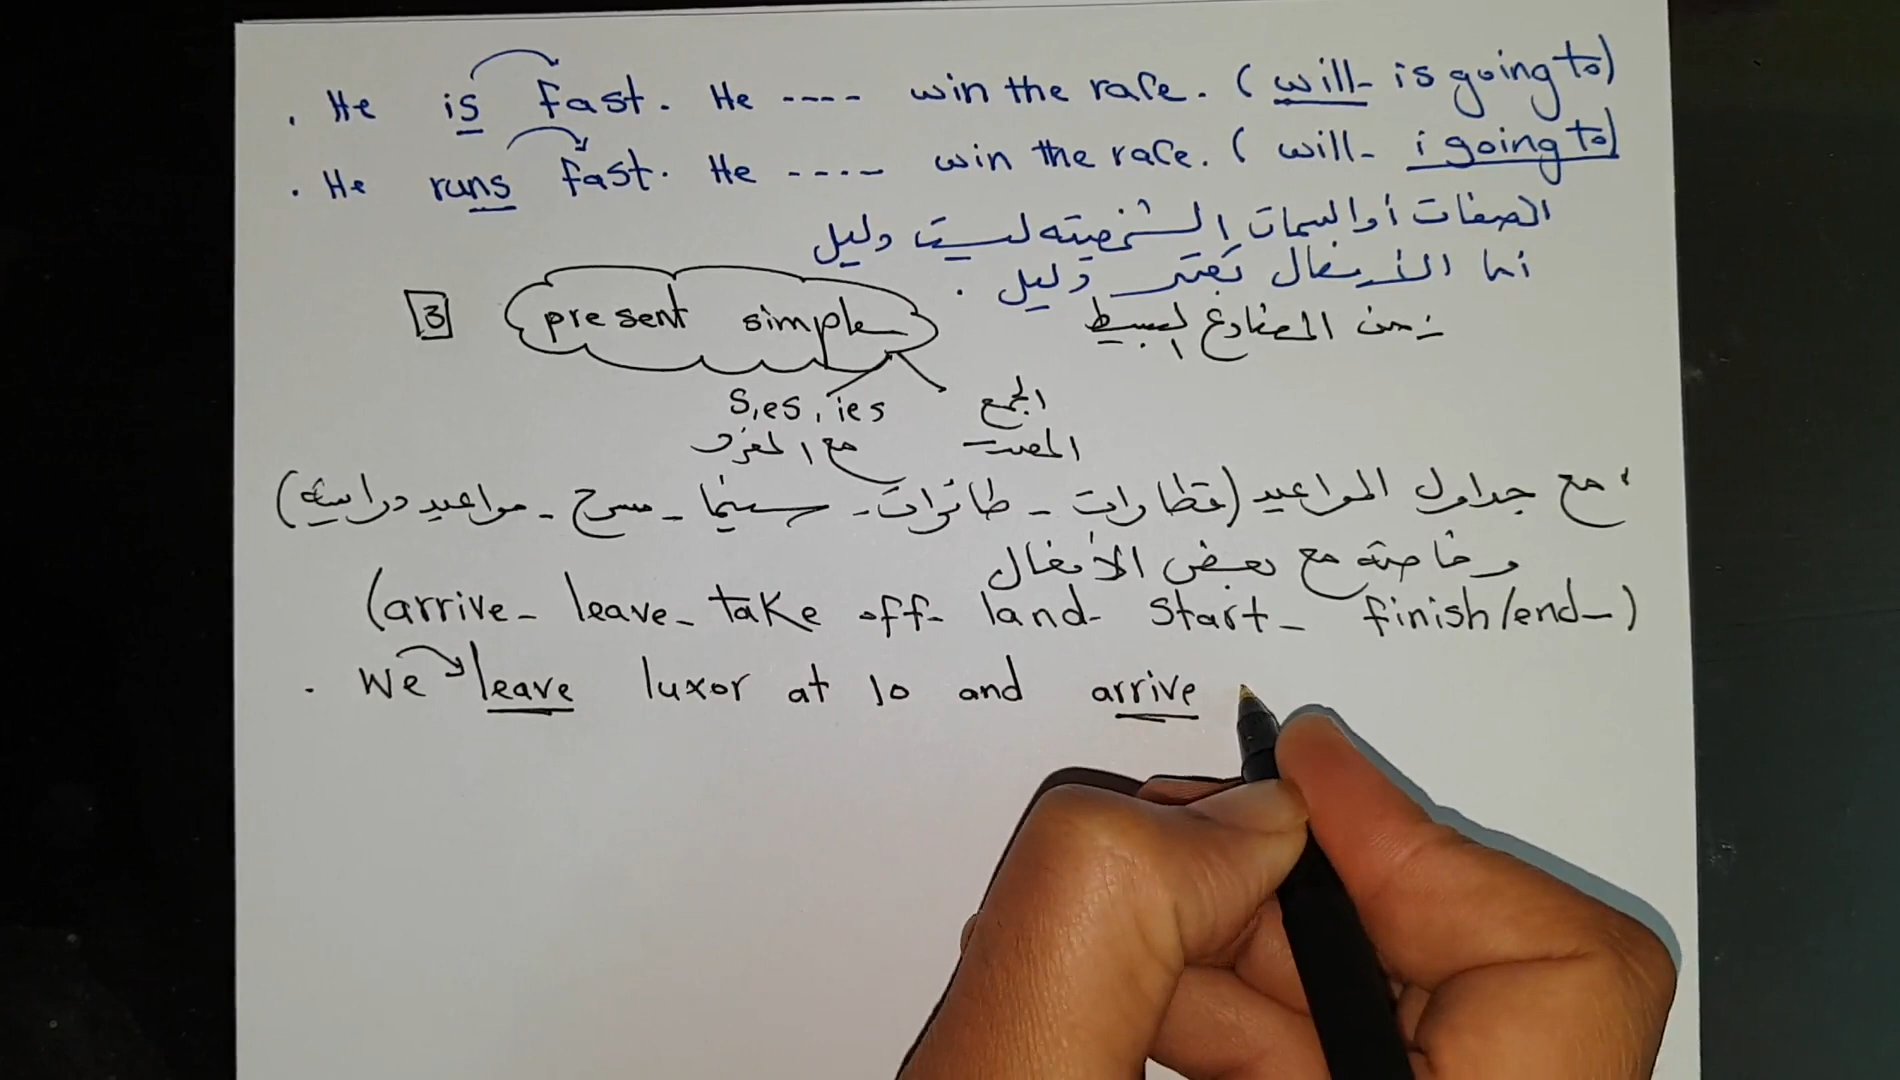 . He is fast. He ---- win the race. ( will - is going to)
. He runs fast. He ---- win the race. ( will - i going to)
الصفات أو السمات الشخصية ليست دليل
أما الأفعال تعتبر دليل .
3 present simple زمن المضارع البسيط
s, es, ies الجمع
مع المفرد المصدر
، مع جداول المواعيد (قطارات - طائرات - سينما - مسرح - مواعيد دراسية)
وخاصة مع بعض الأفعال
(arrive - leave - take off - land - start - finish/end -)
. We leave luxor at 10 and arrive